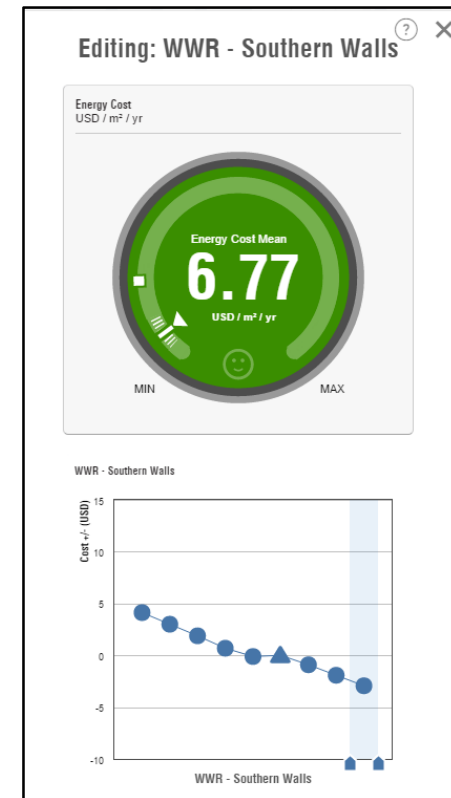 Editing: WWR - Southern Walls
?
Energy Cost
USD / m² / yr
Energy Cost Mean
6.77
USD / m² / yr
MIN
MAX
WWR - Southern Walls
Cost +/- (USD)
15
10
5
0
-5
-10
WWR - Southern Walls